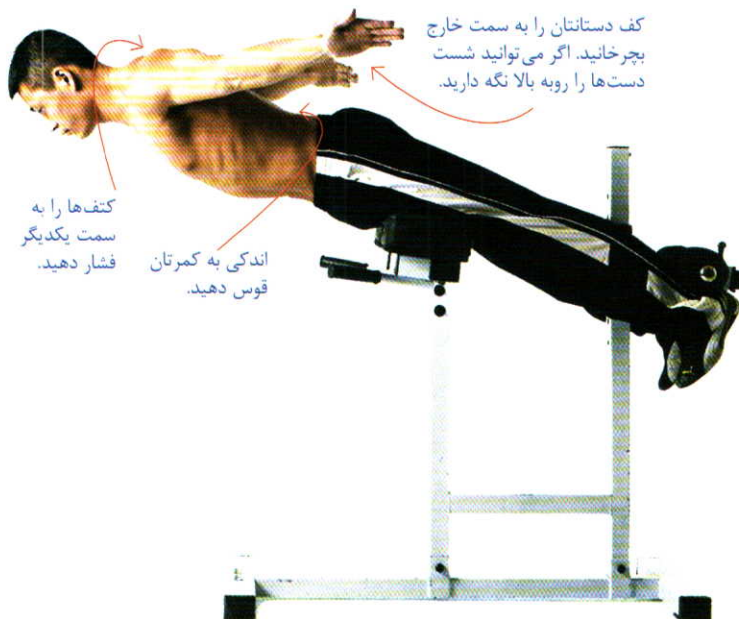 کف دستانتان را به سمت خارج
بچرخانید. اگر می‌توانید شست
دست‌ها را روبه بالا نگه دارید.
کتف‌ها را به
سمت یکدیگر
فشار دهید.
اندکی به کمرتان
قوس دهید.